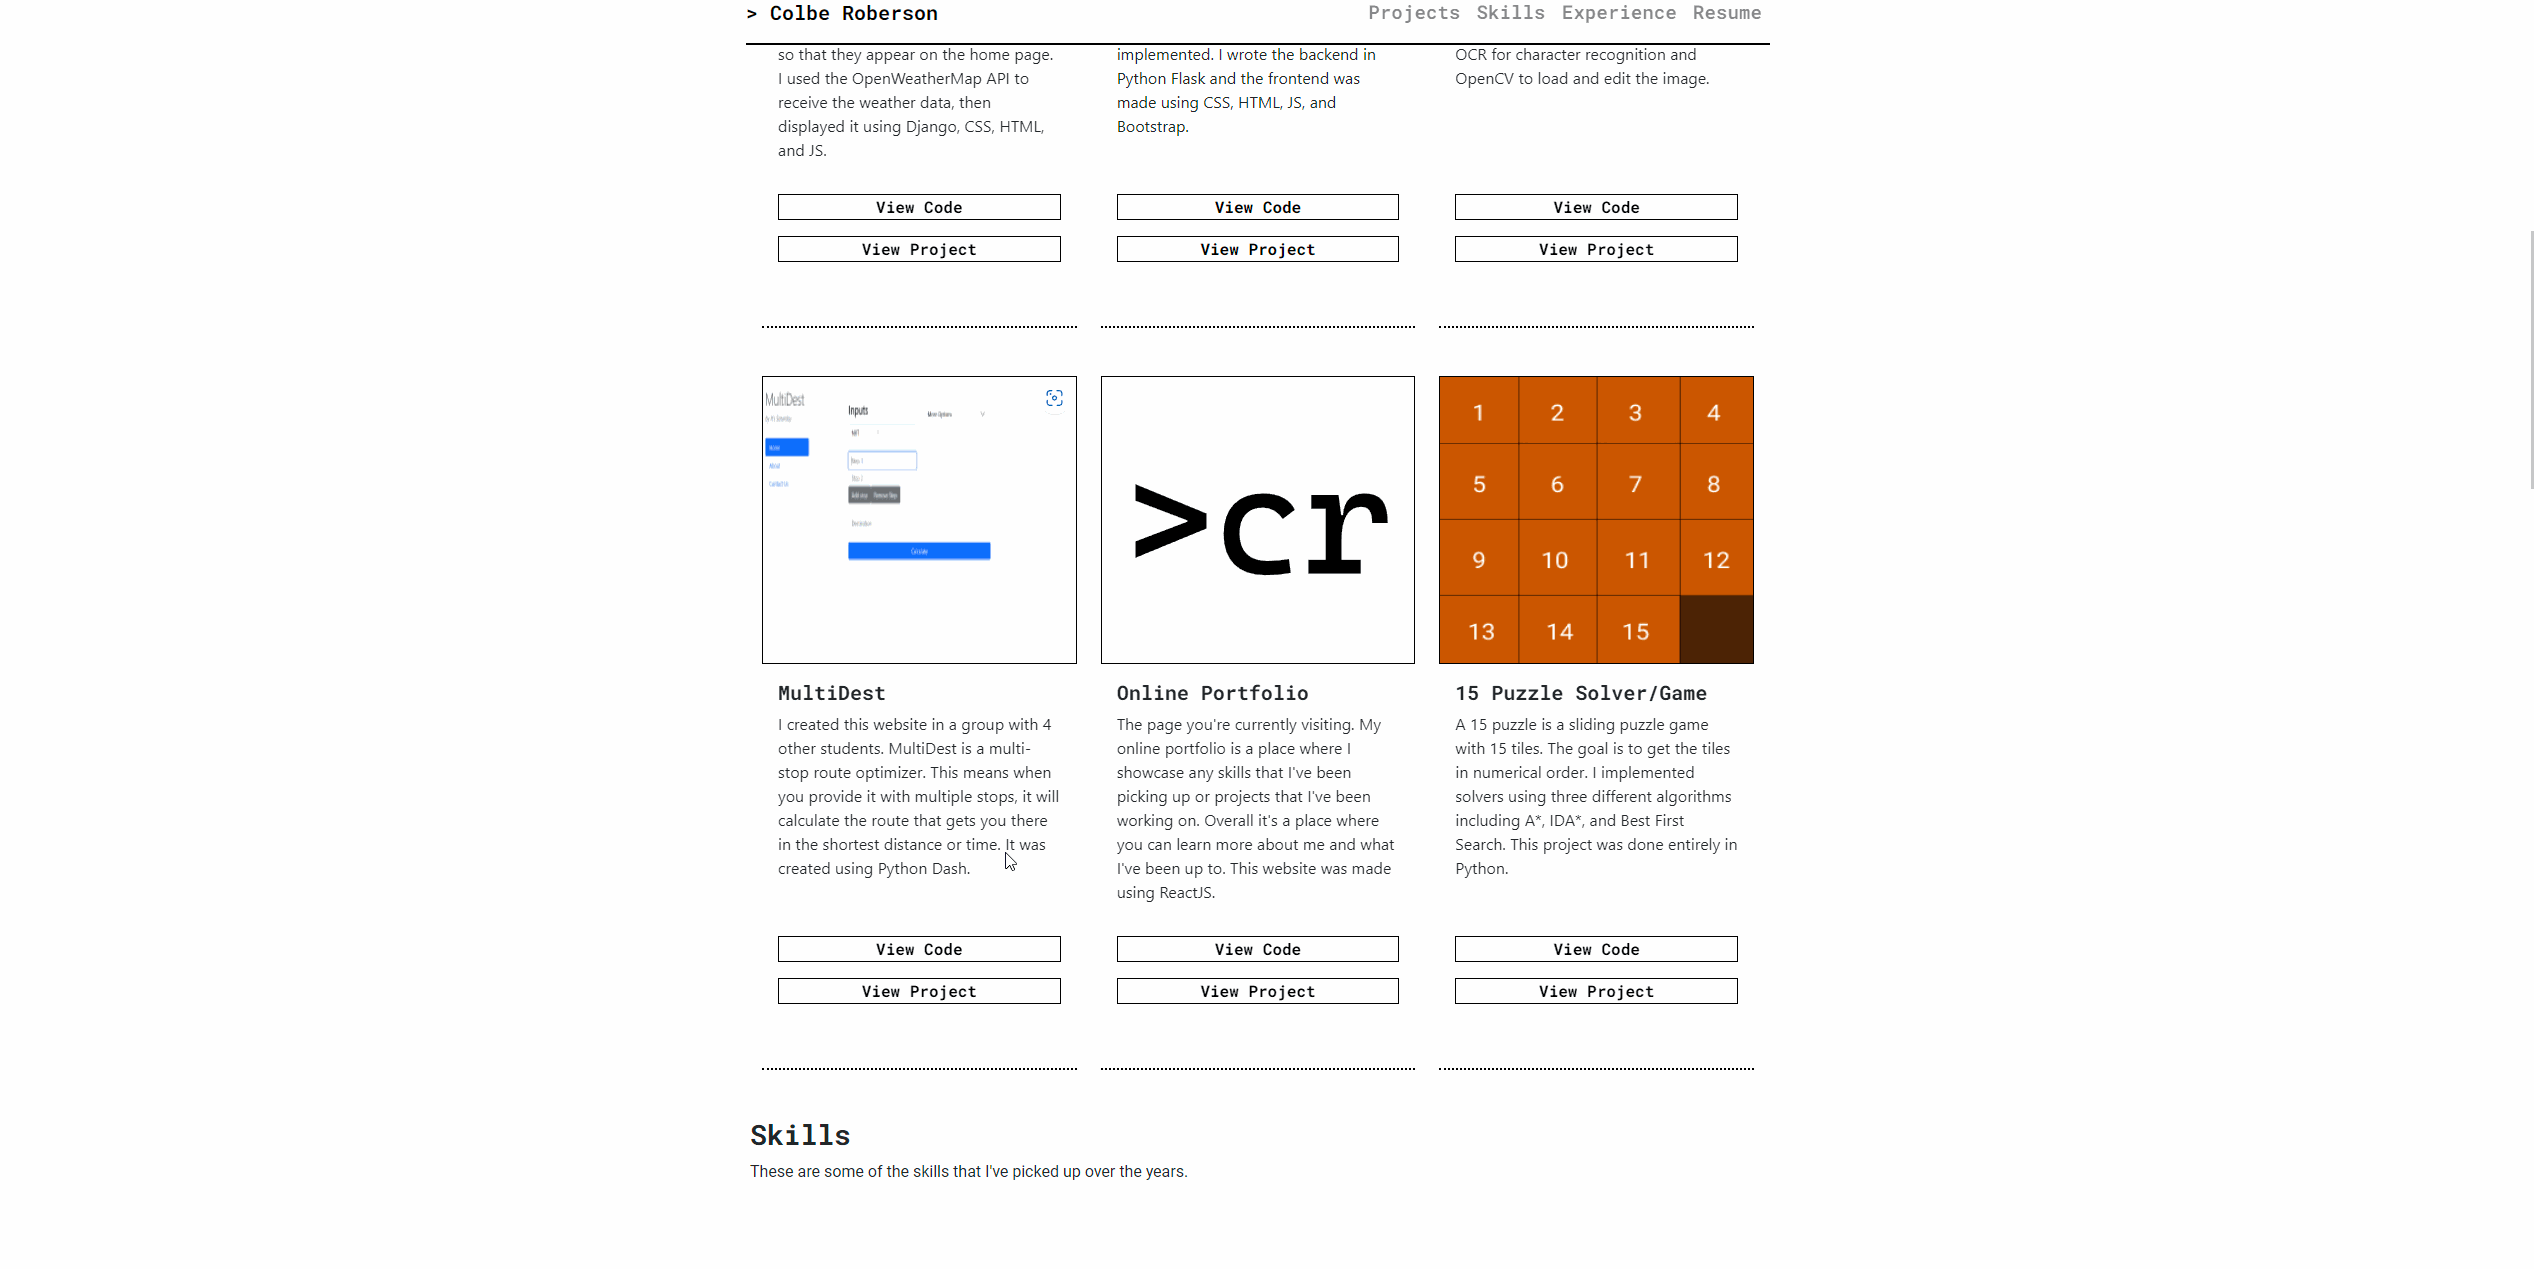 > Colbe Roberson
Projects Skills Experience Resume
so that they appear on the home page.
I used the OpenWeatherMap API to
receive the weather data, then
displayed it using Django, CSS, HTML,
and JS.
View Code
View Project
implemented. I wrote the backend in
Python Flask and the frontend was
made using CSS, HTML, JS, and
Bootstrap.
View Code
View Project
OCR for character recognition and
OpenCV to load and edit the image.
View Code
View Project
MultiDest
Home
About
Contact Us
Inputs
More Options
Calculate
MultiDest
I created this website in a group with 4
other students. MultiDest is a multi-
stop route optimizer. This means when
you provide it with multiple stops, it will
calculate the route that gets you there
in the shortest distance or time. It was
created using Python Dash.
View Code
View Project
>cr
Online Portfolio
The page you're currently visiting. My
online portfolio is a place where I
showcase any skills that I've been
picking up or projects that I've been
working on. Overall it's a place where
you can learn more about me and what
I've been up to. This website was made
using ReactJS.
View Code
View Project
1 2 3 4
5 6 7 8
9 10 11 12
13 14 15
15 Puzzle Solver/Game
A 15 puzzle is a sliding puzzle game
with 15 tiles. The goal is to get the tiles
in numerical order. I implemented
solvers using three different algorithms
including A*, IDA*, and Best First
Search. This project was done entirely in
Python.
View Code
View Project
Skills
These are some of the skills that I've picked up over the years.